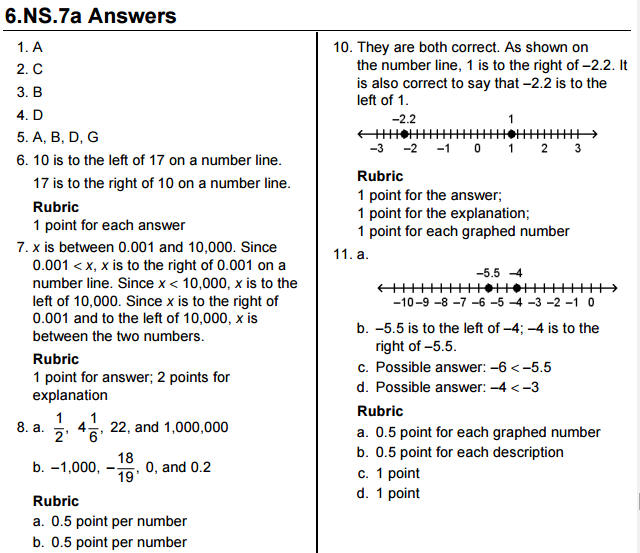 6.NS.7a Answers
1. A
2. C
3. B
4. D
5. A, B, D, G
6. 10 is to the left of 17 on a number line.
17 is to the right of 10 on a number line.
Rubric
1 point for each answer
7. x is between 0.001 and 10,000. Since
0.001 < x, x is to the right of 0.001 on a
number line. Since x < 10,000, x is to the
left of 10,000. Since x is to the right of
0.001 and to the left of 10,000, x is
between the two numbers.
Rubric
1 point for answer; 2 points for
explanation
8. a. 1/2, 4 1/6, 22, and 1,000,000
b. –1,000, –18/19, 0, and 0.2
Rubric
a. 0.5 point per number
b. 0.5 point per number
10. They are both correct. As shown on
the number line, 1 is to the right of –2.2. It
is also correct to say that –2.2 is to the
left of 1.
–2.2 1
–3 –2 –1 0 1 2 3
Rubric
1 point for the answer;
1 point for the explanation;
1 point for each graphed number
11. a.
–5.5 –4
–10 –9 –8 –7 –6 –5 –4 –3 –2 –1 0
b. –5.5 is to the left of –4; –4 is to the
right of –5.5.
c. Possible answer: –6 < –5.5
d. Possible answer: –4 < –3
Rubric
a. 0.5 point for each graphed number
b. 0.5 point for each description
c. 1 point
d. 1 point